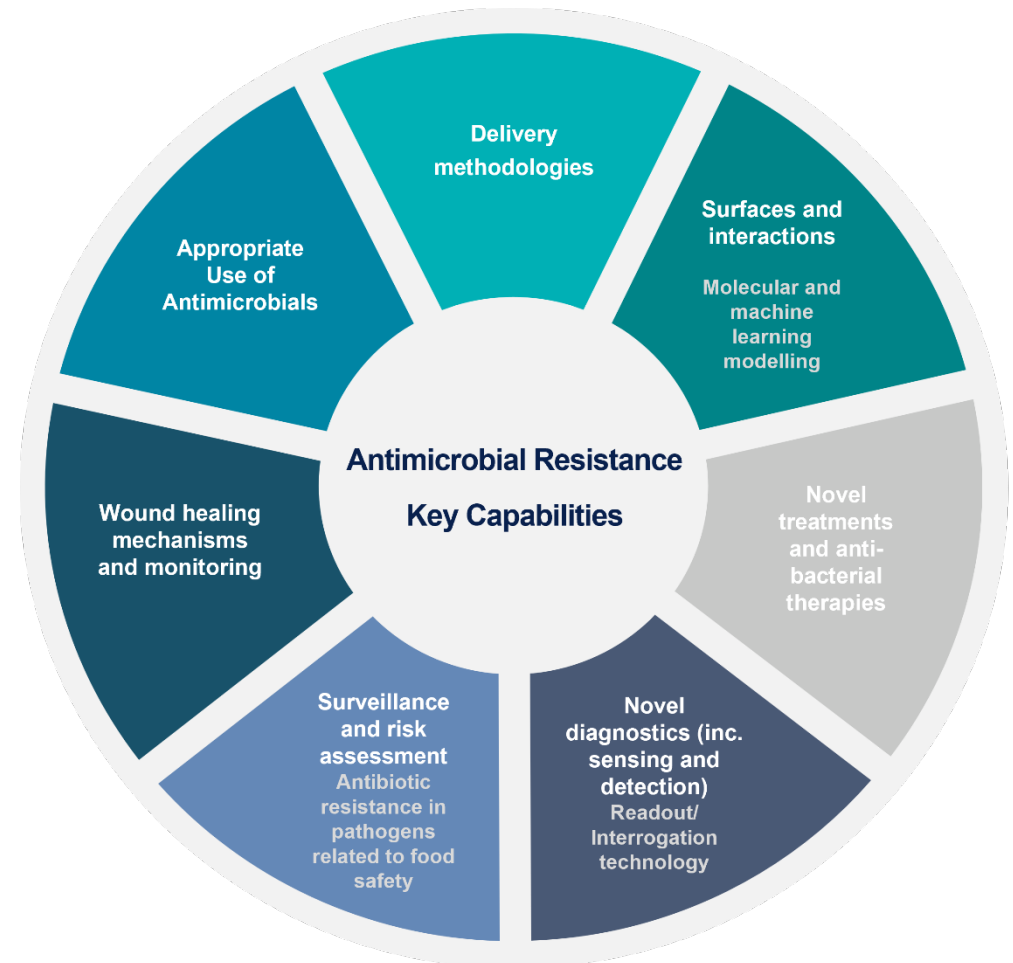 Delivery
methodologies
Surfaces and
interactions
Molecular and
machine
learning
modelling
Appropriate
Use of
Antimicrobials
Antimicrobial Resistance
Key Capabilities
Novel
treatments
and anti-
bacterial
therapies
Wound healing
mechanisms
and monitoring
Surveillance
and risk
assessment
Antibiotic
resistance in
pathogens
related to food
safety
Novel
diagnostics (inc.
sensing and
detection)
Readout/
Interrogation
technology